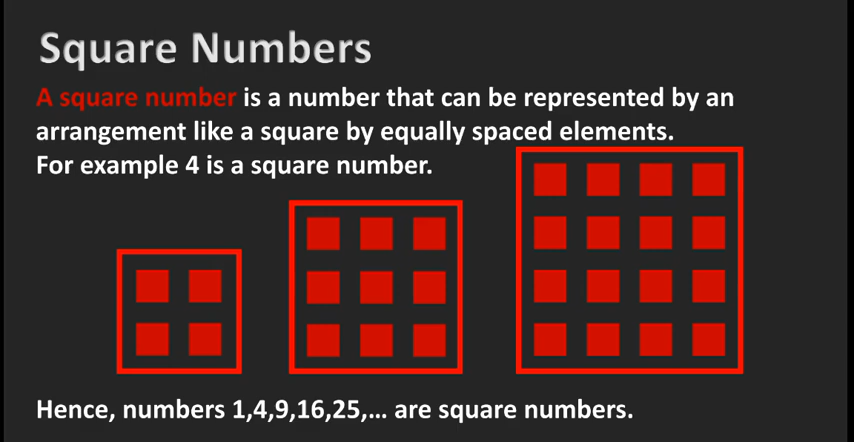 Square Numbers
A square number is a number that can be represented by an
arrangement like a square by equally spaced elements.
For example 4 is a square number.
Hence, numbers 1,4,9,16,25,... are square numbers.